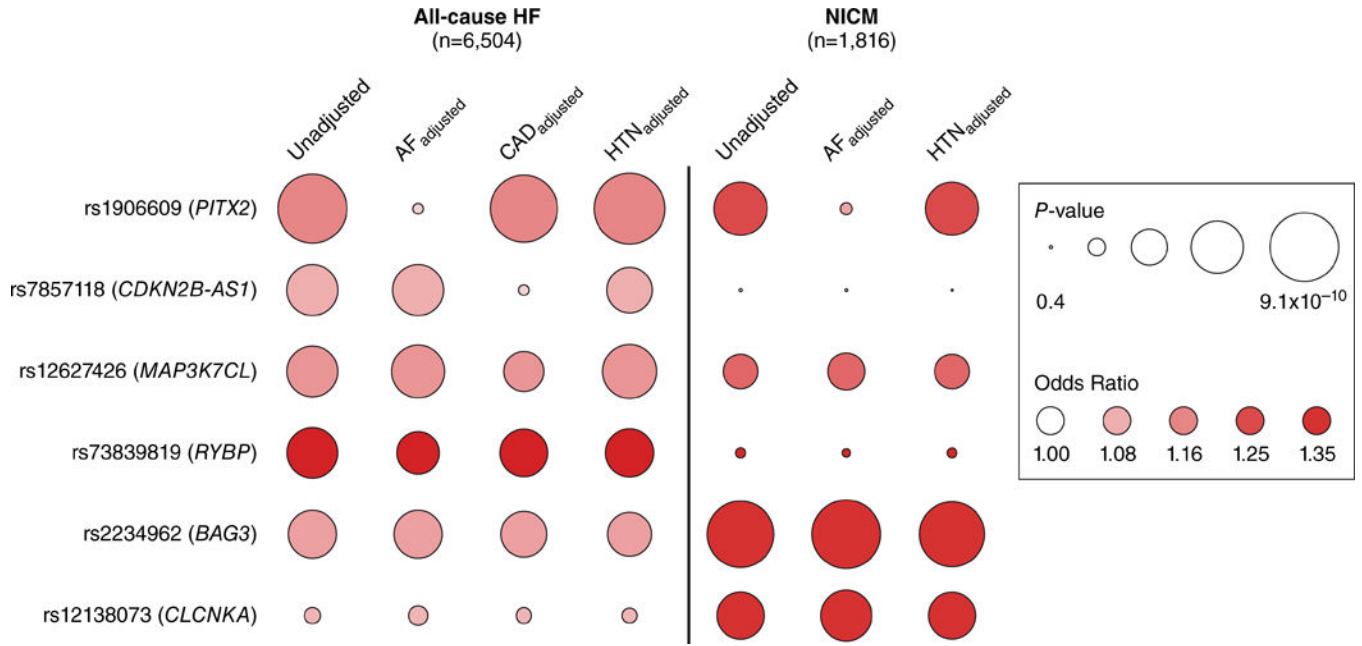 All-cause HF
(n=6,504)
NICM
(n=1,816)
Unadjusted
AFadjusted
CADadjusted
HTNadjusted
Unadjusted
AFadjusted
HTNadjusted
rs1906609 (PITX2)
rs7857118 (CDKN2B-AS1)
rs12627426 (MAP3K7CL)
rs73839819 (RYBP)
rs2234962 (BAG3)
rs12138073 (CLCNKA)
P-value
0.4 9.1x10⁻¹⁰
Odds Ratio
1.00 1.08 1.16 1.25 1.35